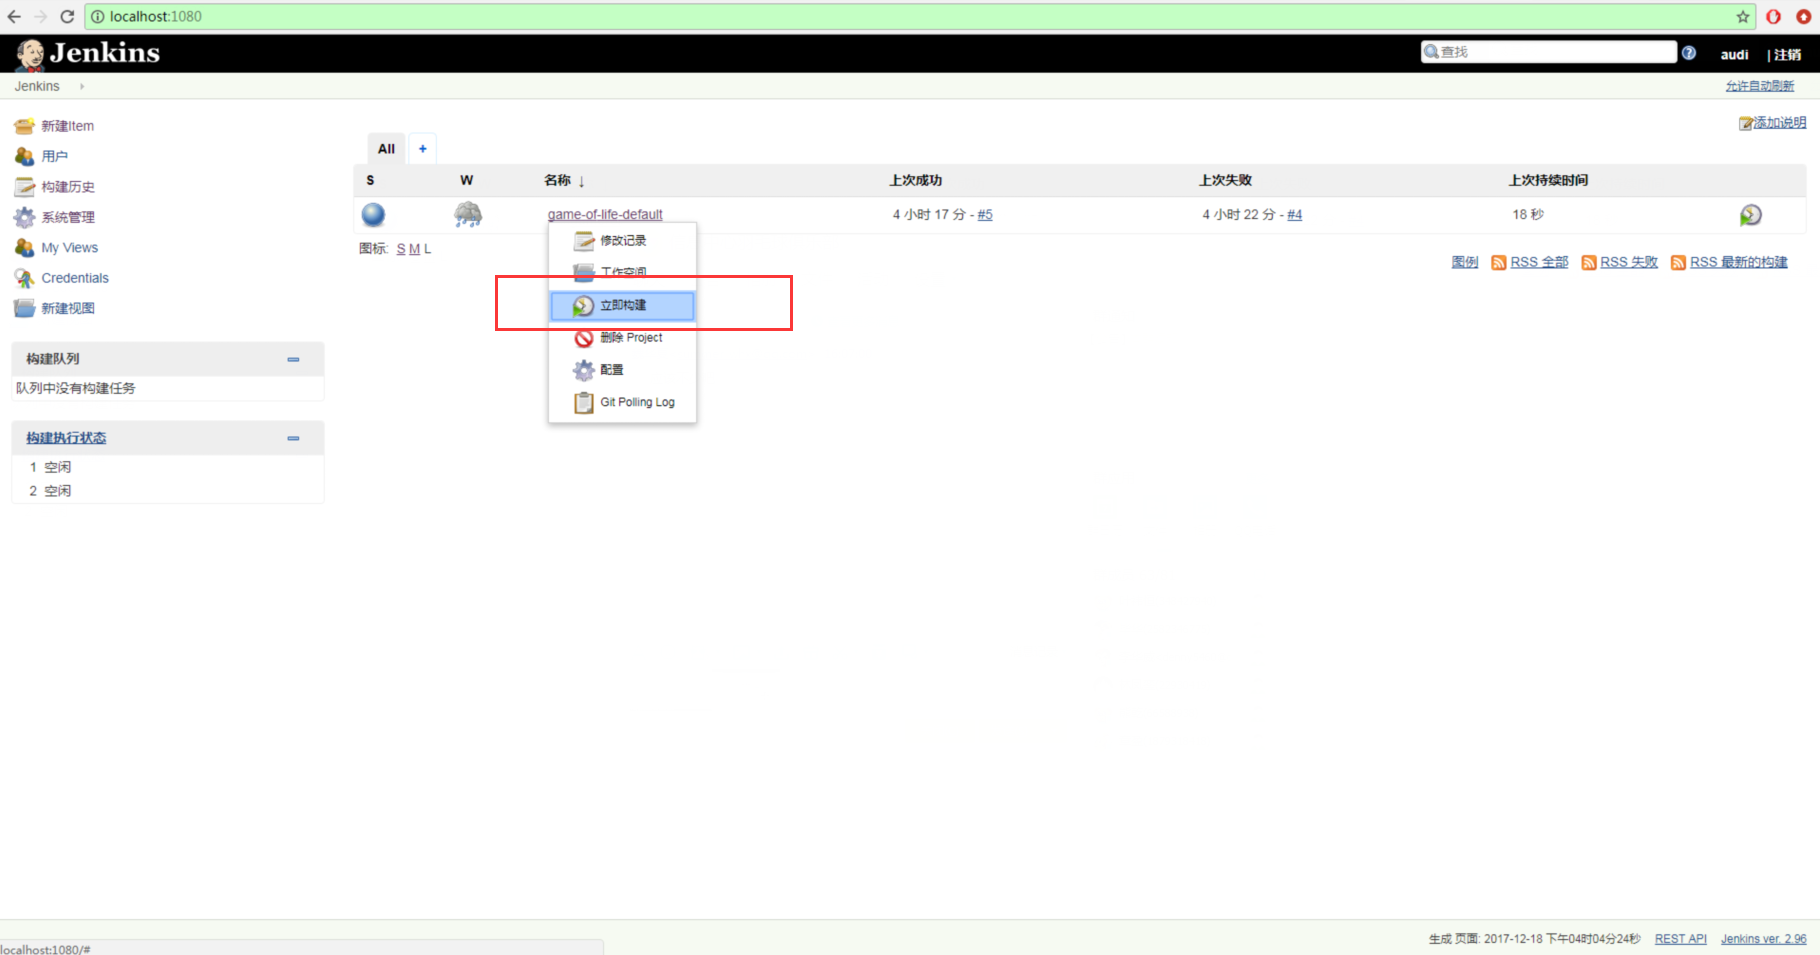 localhost:1080
Jenkins
查找
audi
| 注销
Jenkins
允许自动刷新
新建Item
用户
构建历史
系统管理
My Views
Credentials
新建视图
构建队列
队列中没有构建任务
构建执行状态
1 空闲
2 空闲
添加说明
All +
S W 名称 ↓ 上次成功 上次失败 上次持续时间
game-of-life-default 4 小时 17 分 - #5 4 小时 22 分 - #4 18 秒
图标: S M L
修改记录
工作空间
立即构建
删除 Project
配置
Git Polling Log
图例 RSS 全部 RSS 失败 RSS 最新的构建
生成 页面: 2017-12-18 下午04时04分24秒 REST API Jenkins ver. 2.96
localhost:1080/#